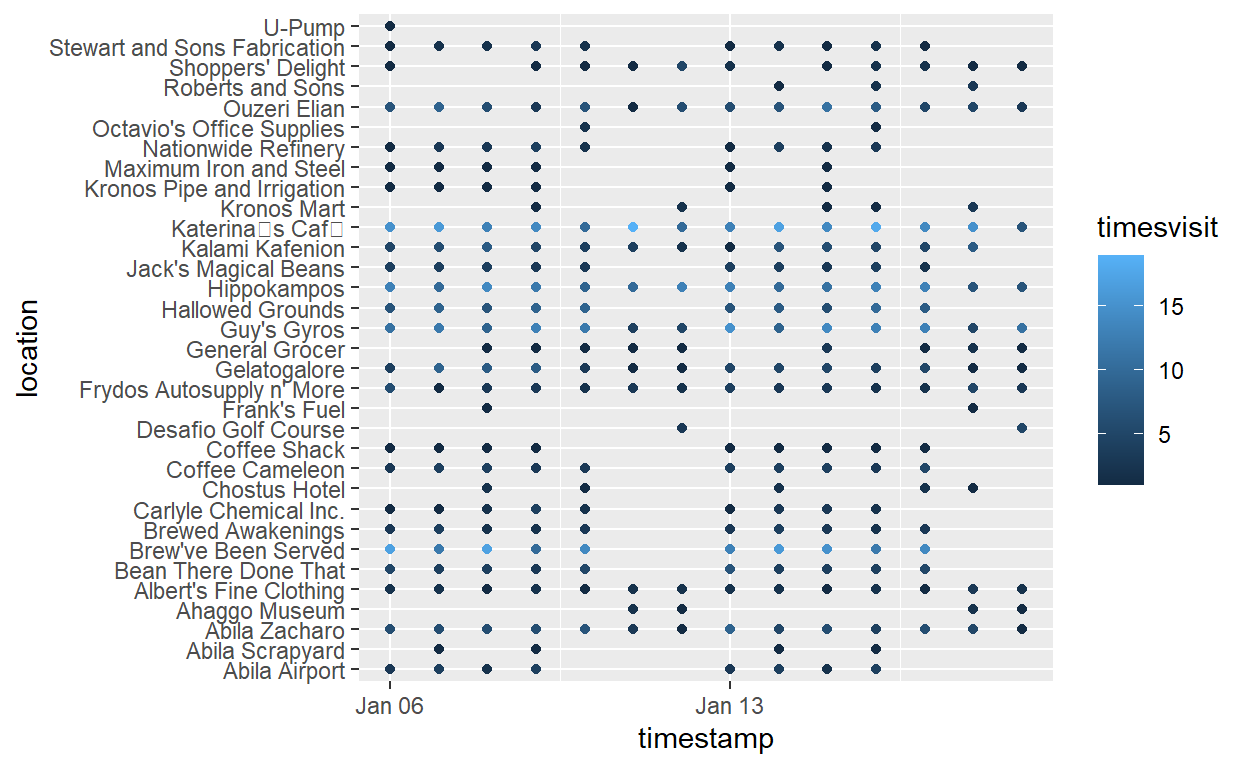 U-Pump
Stewart and Sons Fabrication
Shoppers' Delight
Roberts and Sons
Ouzeri Elian
Octavio's Office Supplies
Nationwide Refinery
Maximum Iron and Steel
Kronos Pipe and Irrigation
Kronos Mart
Katerina□s Caf□
Kalami Kafenion
Jack's Magical Beans
Hippokampos
Hallowed Grounds
Guy's Gyros
General Grocer
Gelatogalore
Frydos Autosupply n' More
Frank's Fuel
Desafio Golf Course
Coffee Shack
Coffee Cameleon
Chostus Hotel
Carlyle Chemical Inc.
Brewed Awakenings
Brew've Been Served
Bean There Done That
Albert's Fine Clothing
Ahaggo Museum
Abila Zacharo
Abila Scrapyard
Abila Airport
location
Jan 06
Jan 13
timestamp
timesvisit
15
10
5